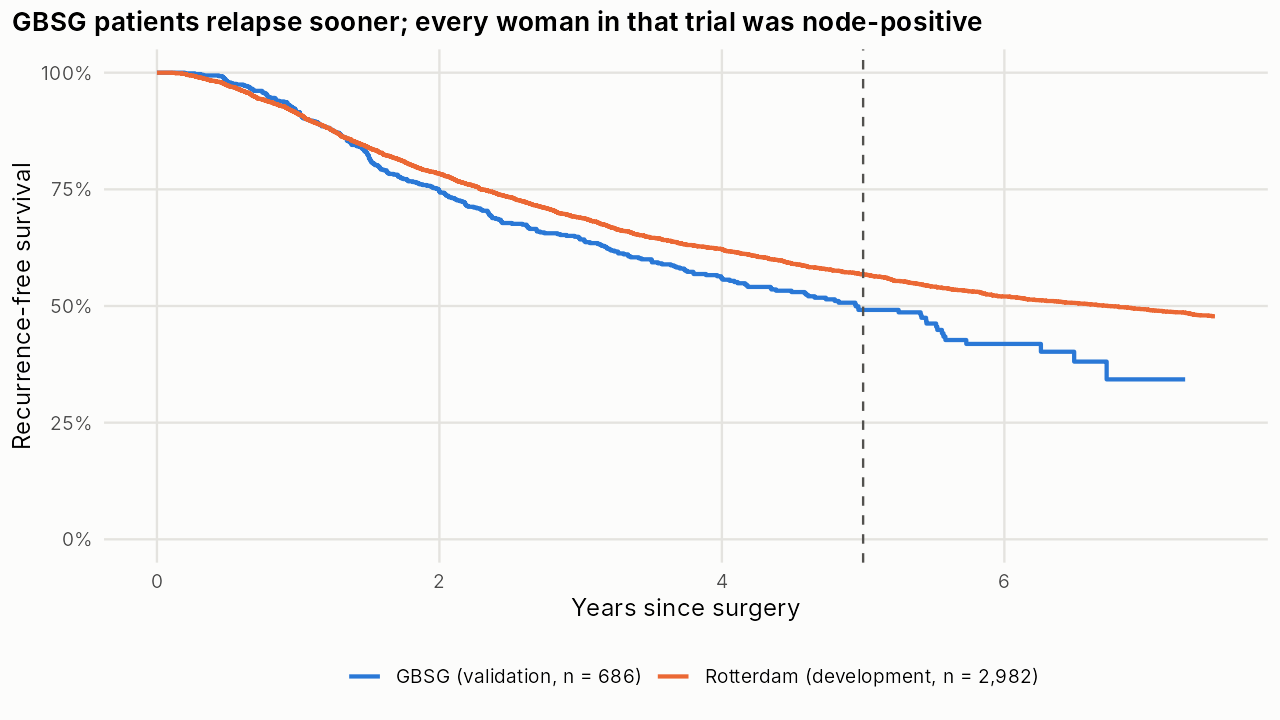 GBSG patients relapse sooner; every woman in that trial was node-positive
Recurrence-free survival
100%
75%
50%
25%
0%
0 2 4 6
Years since surgery
GBSG (validation, n = 686) Rotterdam (development, n = 2,982)